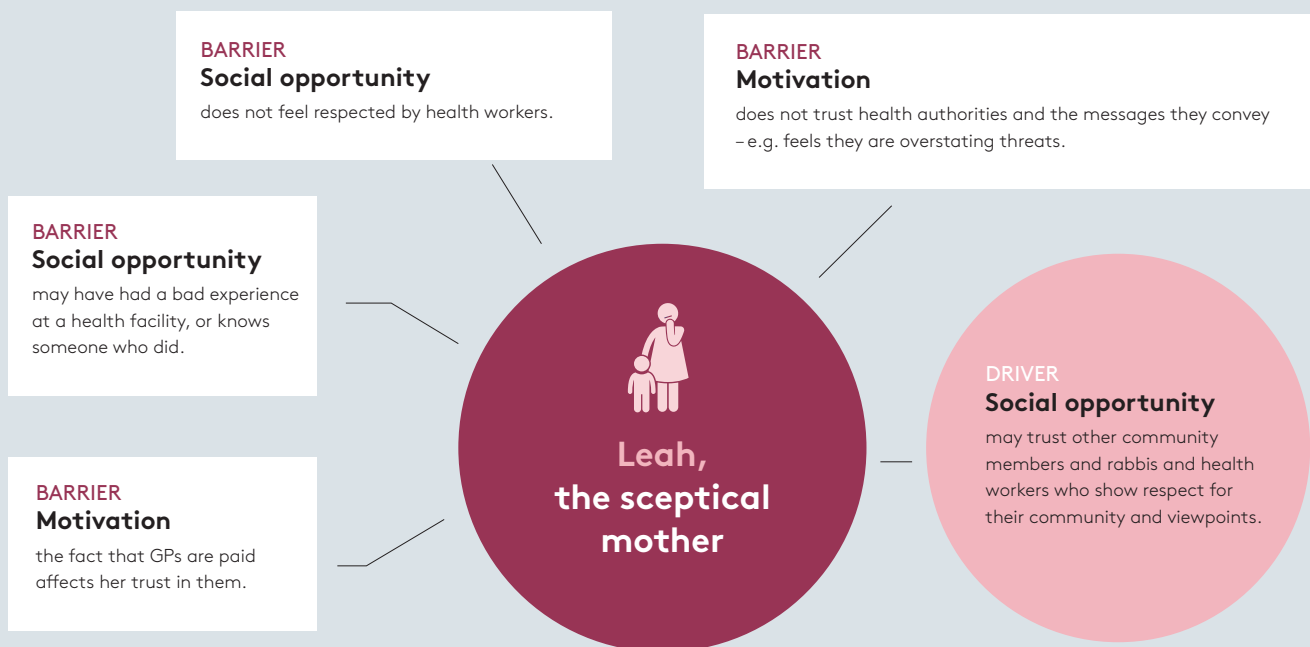 BARRIER
Social opportunity
does not feel respected by health workers.
BARRIER
Motivation
does not trust health authorities and the messages they convey
– e.g. feels they are overstating threats.
BARRIER
Social opportunity
may have had a bad experience
at a health facility, or knows
someone who did.
BARRIER
Motivation
the fact that GPs are paid
affects her trust in them.
Leah,
the sceptical
mother
DRIVER
Social opportunity
may trust other community
members and rabbis and health
workers who show respect for
their community and viewpoints.